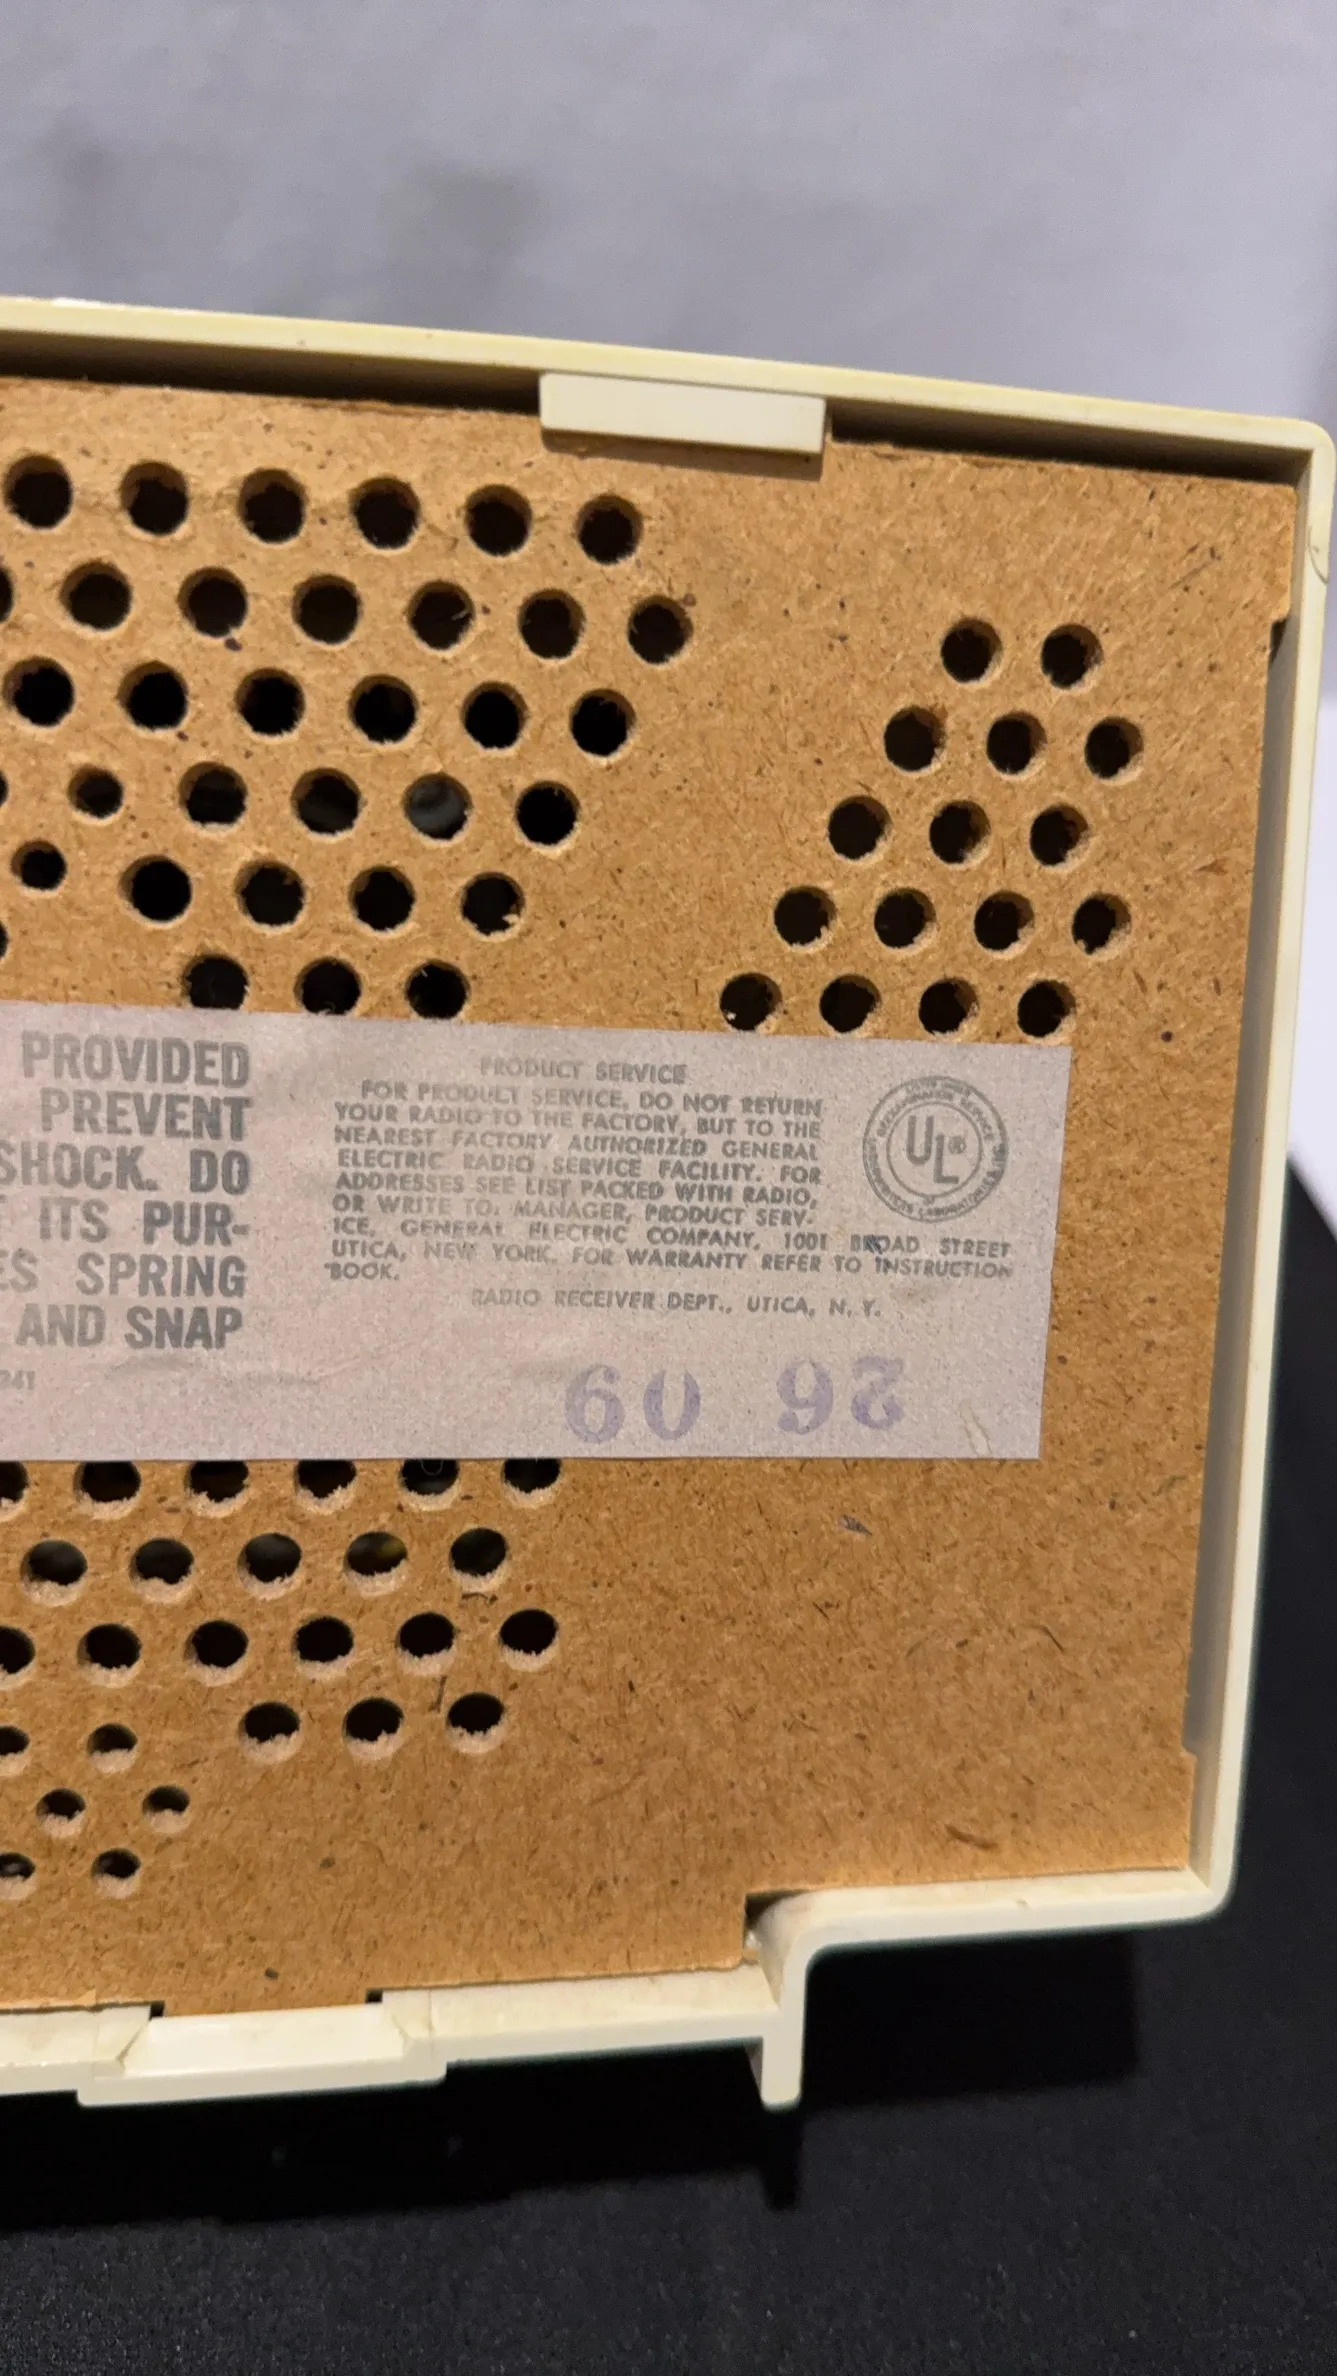 PROVIDED
PREVENT
SHOCK. DO
ITS PUR-
ES SPRING
AND SNAP
241
PRODUCT SERVICE
FOR PRODUCT SERVICE, DO NOT RETURN
YOUR RADIO TO THE FACTORY, BUT TO THE
NEAREST FACTORY AUTHORIZED GENERAL
ELECTRIC RADIO SERVICE FACILITY. FOR
ADDRESSES SEE LIST PACKED WITH RADIO,
OR WRITE TO: MANAGER, PRODUCT SERV-
ICE, GENERAL ELECTRIC COMPANY, 1001 BROAD STREET
UTICA, NEW YORK. FOR WARRANTY REFER TO INSTRUCTION
BOOK.
RADIO RECEIVER DEPT., UTICA, N. Y.
UL®
LABORATORIES
60 92